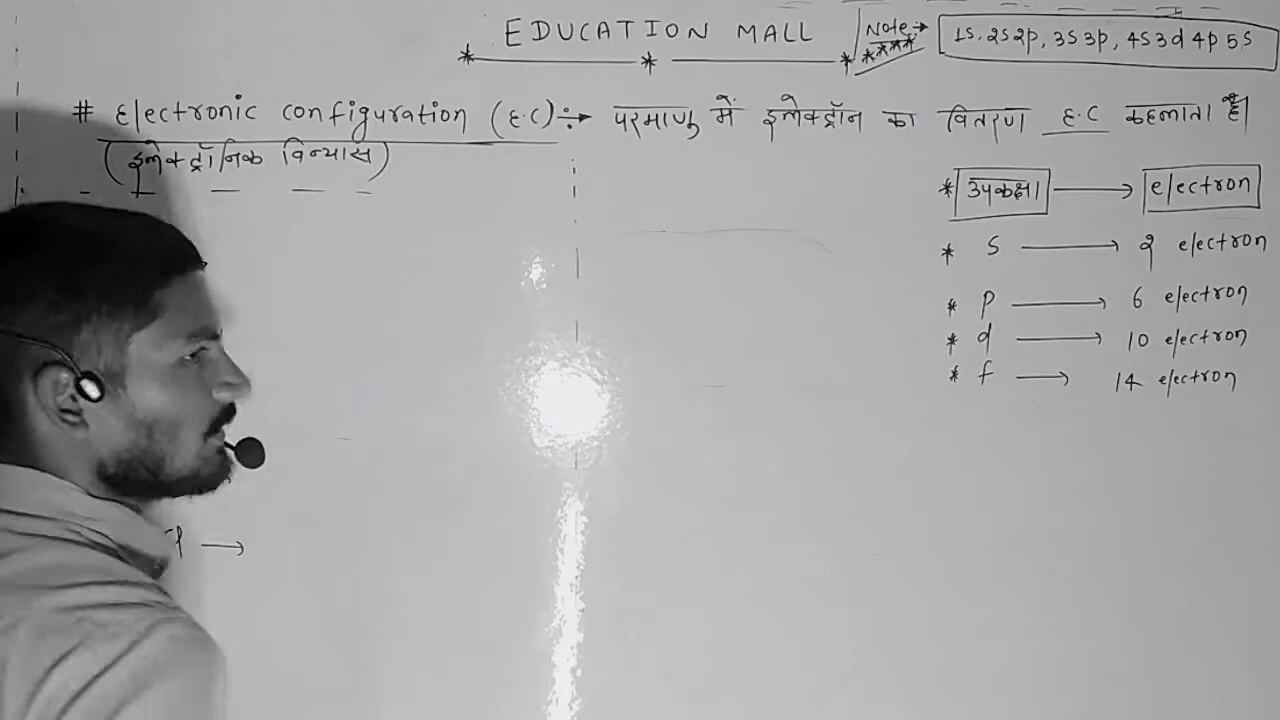 EDUCATION MALL
Note → 1s, 2s 2p, 3s 3p, 4s 3d 4p 5s
# Electronic configuration (E.C) :→ परमाणु में इलेक्ट्रॉन का वितरण E.C कहलाता है।
(इलेक्ट्रॉनिक विन्यास)
* उपकक्षा → electron
* s → 2 electron
* p → 6 electron
* d → 10 electron
* f → 14 electron
→